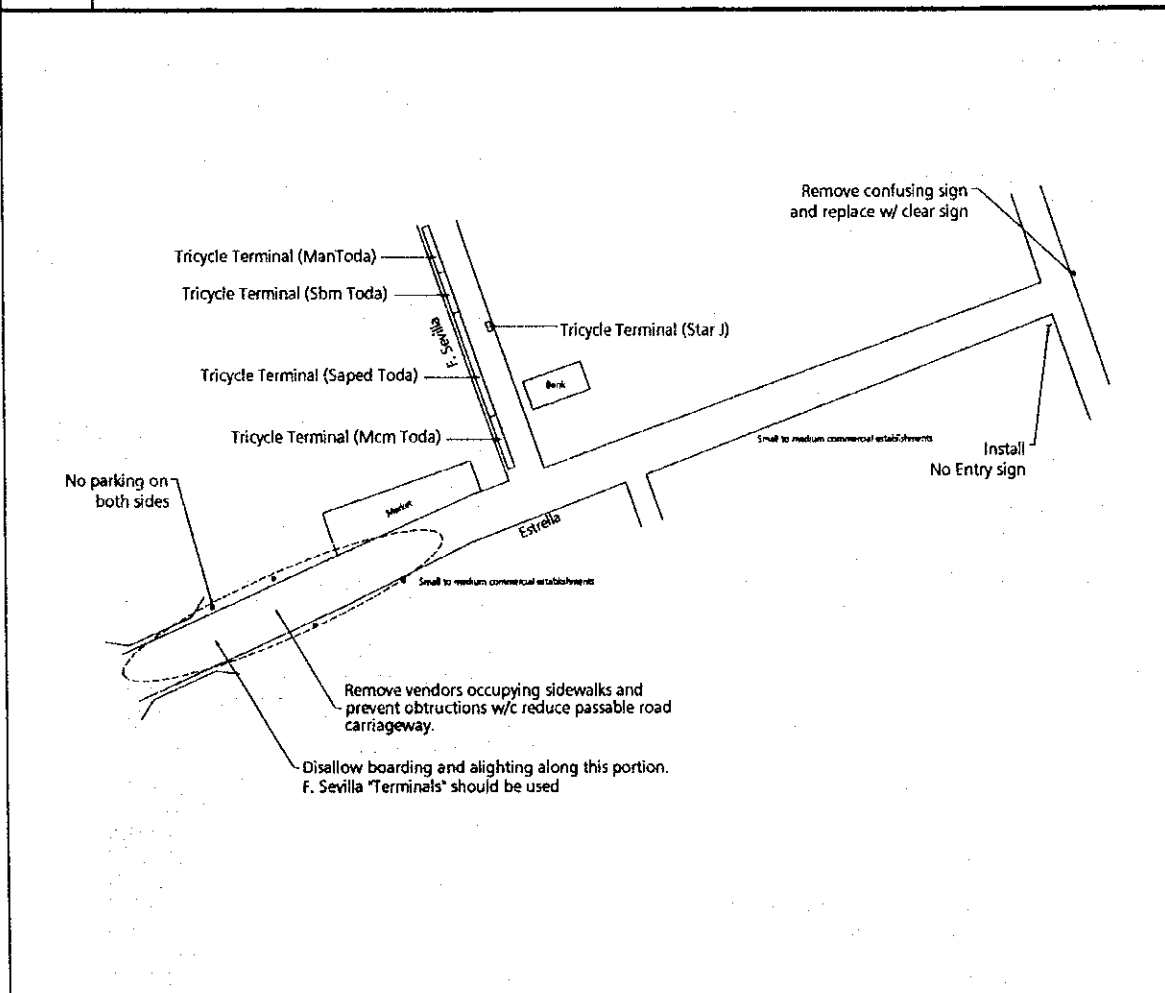 Remove confusing sign
and replace w/ clear sign
Tricycle Terminal (ManToda)
Tricycle Terminal (Sbm Toda)
F. Sevilla
Tricycle Terminal (Star J)
Tricycle Terminal (Saped Toda)
Bank
Tricycle Terminal (Mcm Toda)
Small to medium commercial establishments
Install
No Entry sign
No parking on
both sides
Market
Estrella
Small to medium commercial establishments
Remove vendors occupying sidewalks and
prevent obtructions w/c reduce passable road
carriageway.
Disallow boarding and alighting along this portion.
F. Sevilla "Terminals" should be used